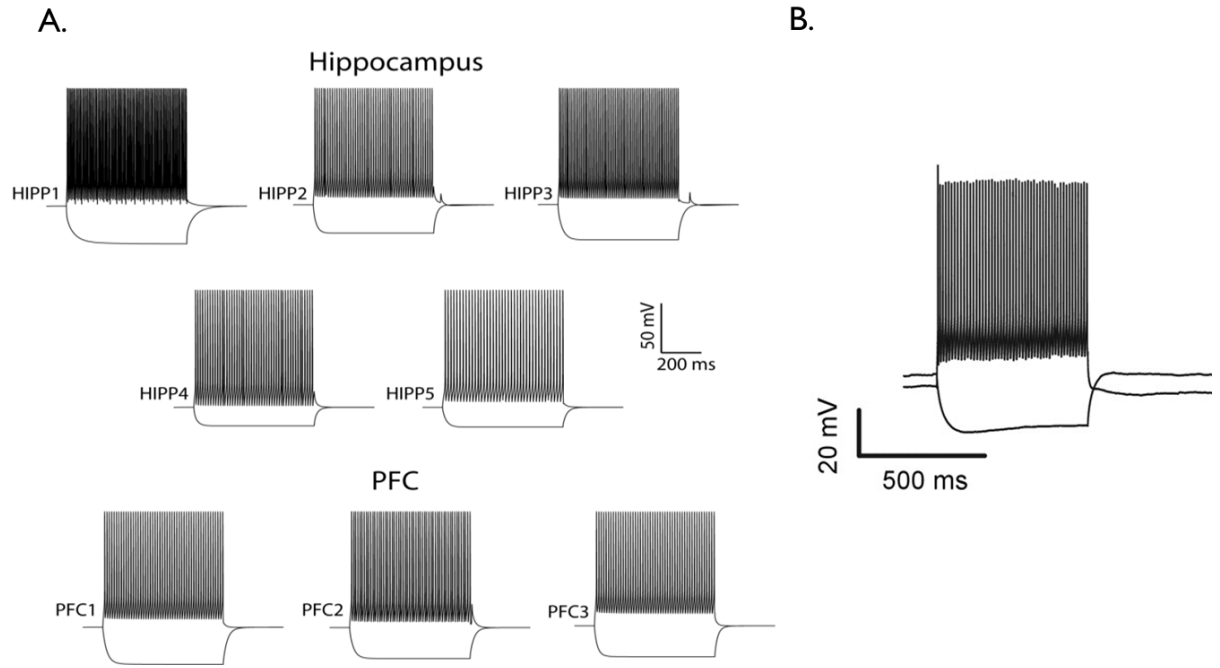 A.
B.
Hippocampus
HIPP1
HIPP2
HIPP3
HIPP4
HIPP5
50 mV
200 ms
20 mV
500 ms
PFC
PFC1
PFC2
PFC3